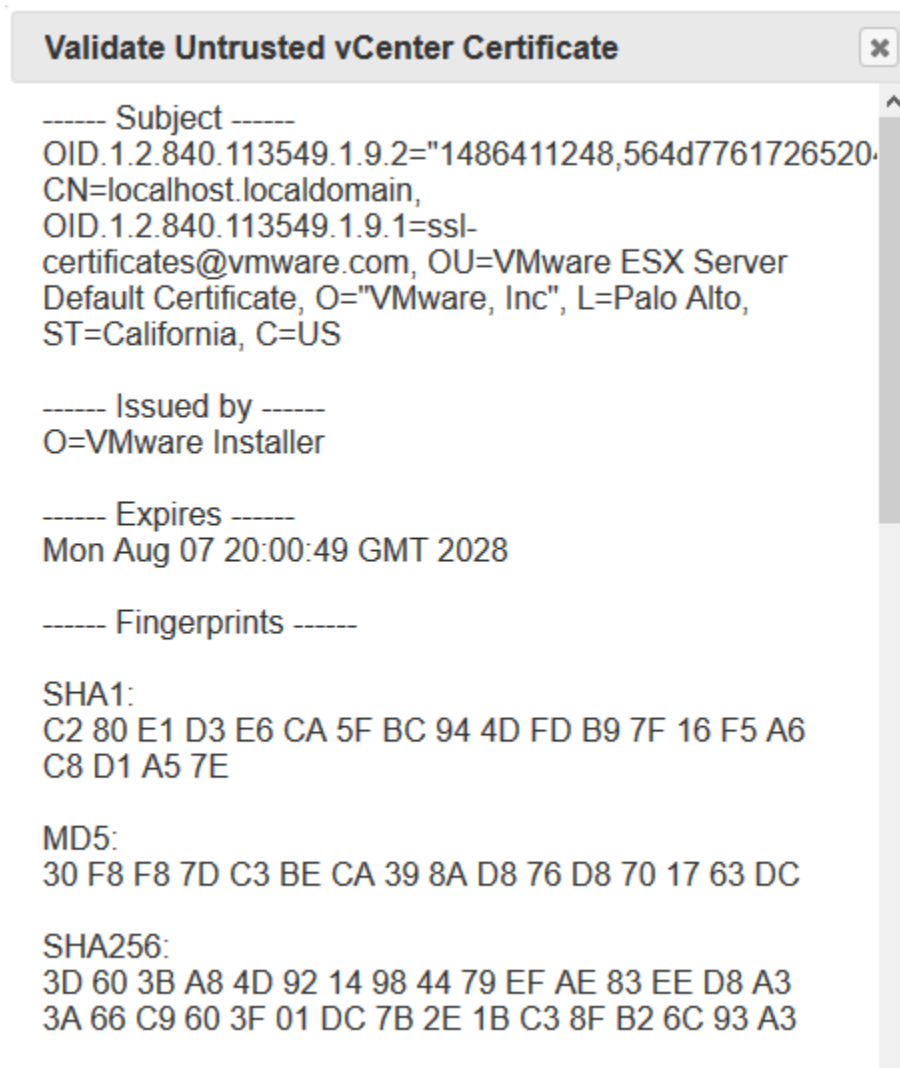 Validate Untrusted vCenter Certificate
------ Subject ------
OID.1.2.840.113549.1.9.2="1486411248,564d7761726520
CN=localhost.localdomain,
OID.1.2.840.113549.1.9.1=ssl-
certificates@vmware.com, OU=VMware ESX Server
Default Certificate, O="VMware, Inc", L=Palo Alto,
ST=California, C=US
------ Issued by ------
O=VMware Installer
------ Expires ------
Mon Aug 07 20:00:49 GMT 2028
------ Fingerprints ------
SHA1:
C2 80 E1 D3 E6 CA 5F BC 94 4D FD B9 7F 16 F5 A6
C8 D1 A5 7E
MD5:
30 F8 F8 7D C3 BE CA 39 8A D8 76 D8 70 17 63 DC
SHA256:
3D 60 3B A8 4D 92 14 98 44 79 EF AE 83 EE D8 A3
3A 66 C9 60 3F 01 DC 7B 2E 1B C3 8F B2 6C 93 A3